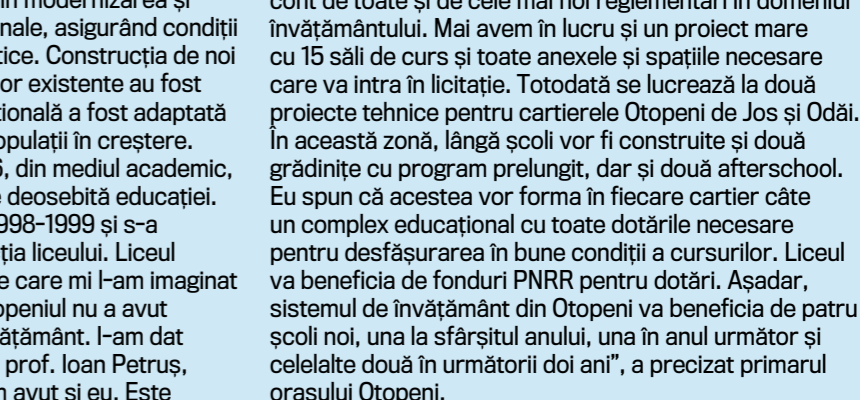 in modernizarea și
nale, asigurând condiții
tice. Construcția de noi
or existente au fost
țională a fost adaptată
opulații în creștere.
6, din mediul academic,
e deosebită educației.
998-1999 și s-a
ția liceului. Liceul
e care mi l-am imaginat
openiul nu a avut
ățământ. I-am dat
prof. Ioan Petruș,
m avut și eu. Este
cont de toate și de cele mai noi reglementări în domeniul
învățământului. Mai avem în lucru și un proiect mare
cu 15 săli de curs și toate anexele și spațiile necesare
care va intra în licitație. Totodată se lucrează la două
proiecte tehnice pentru cartierele Otopeni de Jos și Odăi.
În această zonă, lângă școli vor fi construite și două
grădinițe cu program prelungit, dar și două afterschool.
Eu spun că acestea vor forma în fiecare cartier câte
un complex educațional cu toate dotările necesare
pentru desfășurarea în bune condiții a cursurilor. Liceul
va beneficia de fonduri PNRR pentru dotări. Așadar,
sistemul de învățământ din Otopeni va beneficia de patru
școli noi, una la sfârșitul anului, una în anul următor și
celelalte două în următorii doi ani”, a precizat primarul
orașului Otopeni.